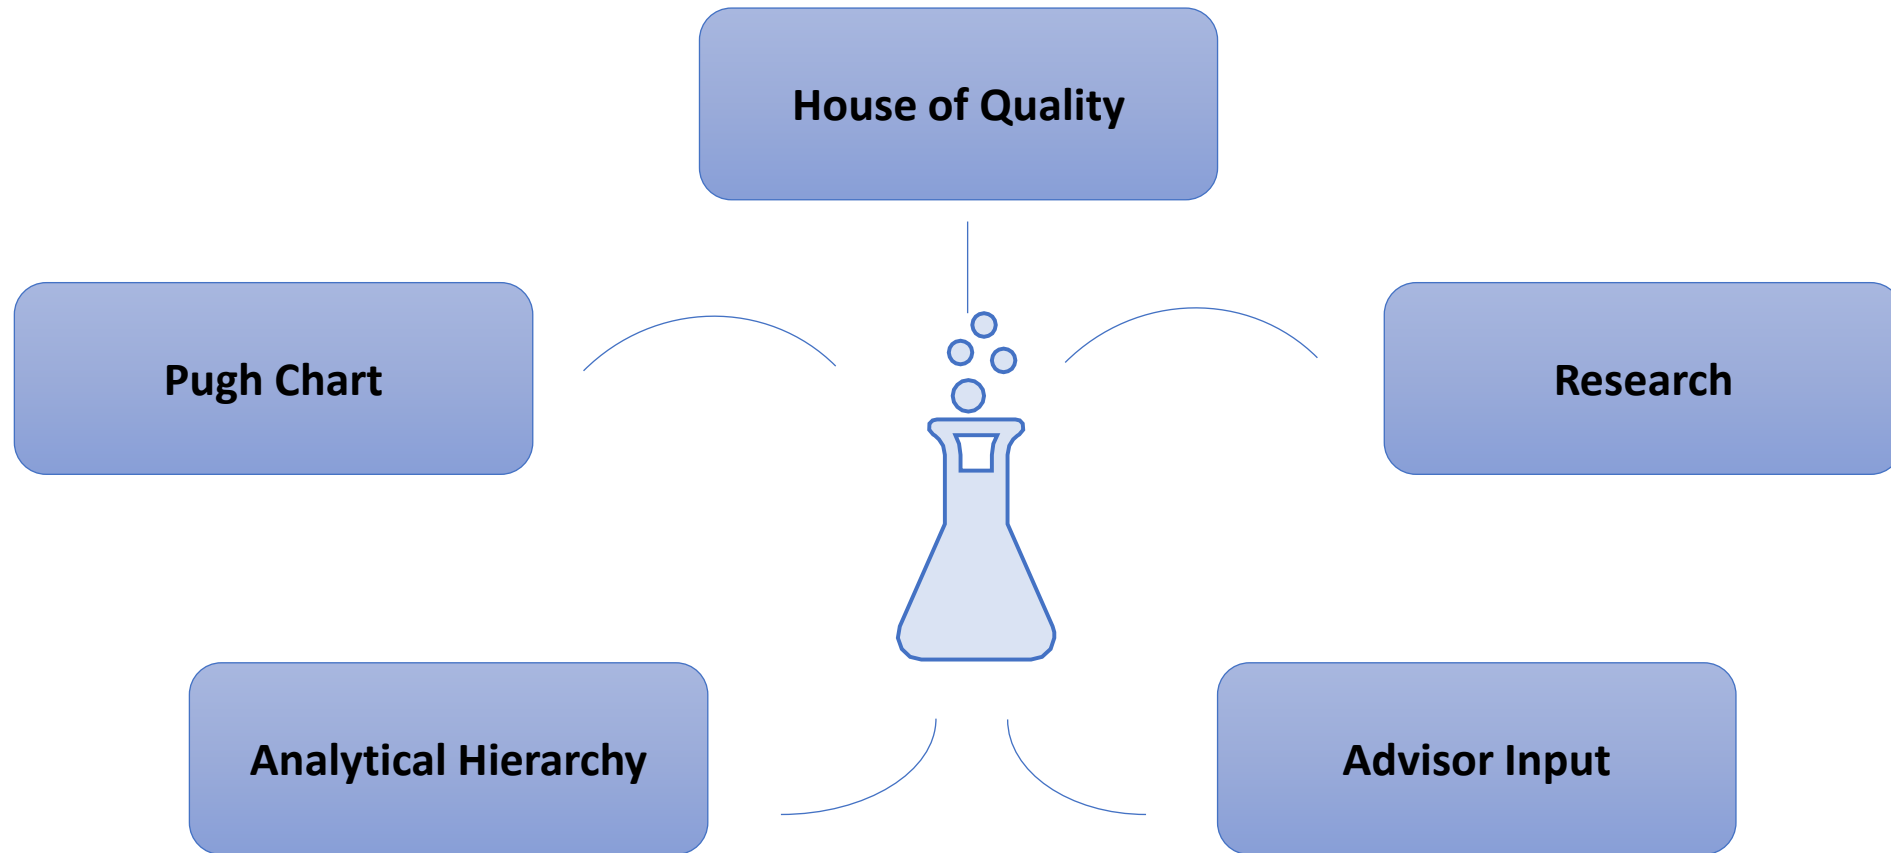 House of Quality
Pugh Chart
Research
Analytical Hierarchy
Advisor Input